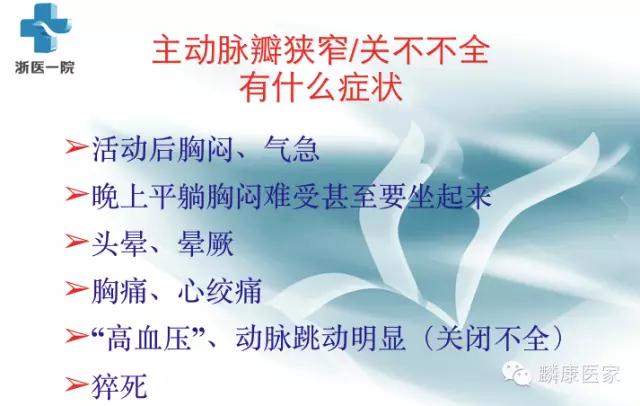 浙医一院
主动脉瓣狭窄/关不不全
有什么症状
活动后胸闷、气急
晚上平躺胸闷难受甚至要坐起来
头晕、晕厥
胸痛、心绞痛
“高血压”、动脉跳动明显（关闭不全）
猝死
麟康医家